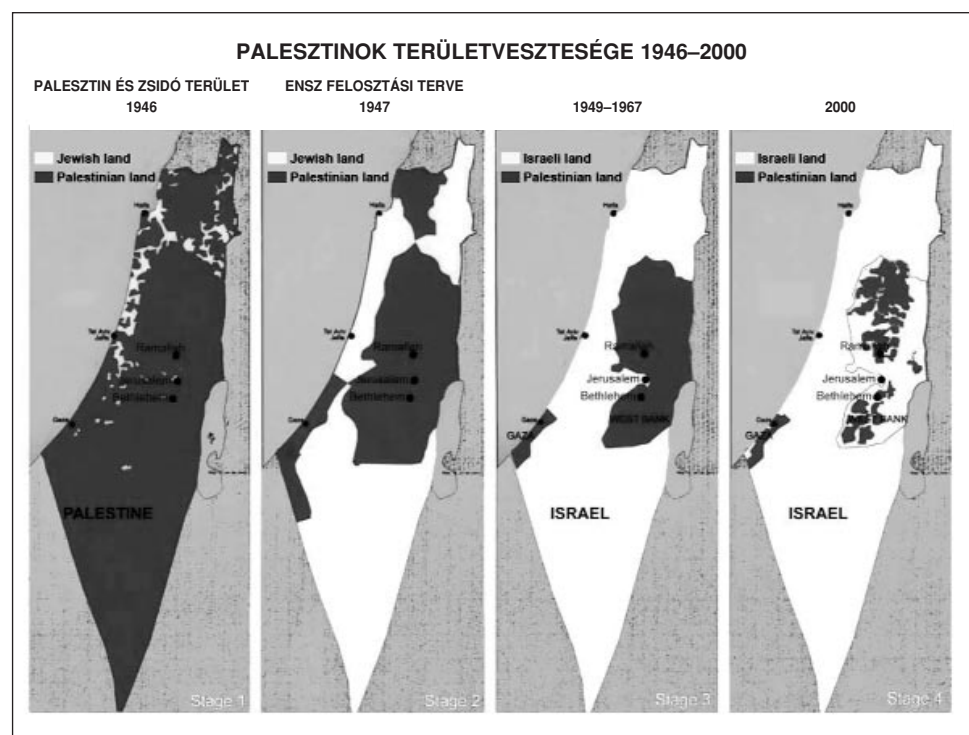 PALESZTINOK TERÜLETVESZTESÉGE 1946–2000
PALESZTIN ÉS ZSIDÓ TERÜLET
1946
Jewish land
Palestinian land
Haifa
Tel Aviv
Jaffa
Ramallah
Jerusalem
Bethlehem
Gaza
PALESTINE
Stage 1
ENSZ FELOSZTÁSI TERVE
1947
Jewish land
Palestinian land
Haifa
Tel Aviv
Jaffa
Ramallah
Jerusalem
Bethlehem
Gaza
Stage 2
1949–1967
Israeli land
Palestinian land
Haifa
Tel Aviv
Jaffa
Ramallah
Jerusalem
Bethlehem
WEST BANK
Gaza
GAZA
ISRAEL
Stage 3
2000
Israeli land
Palestinian land
Haifa
Tel Aviv
Jaffa
Ramallah
Jerusalem
Bethlehem
WEST BANK
Gaza
GAZA
ISRAEL
Stage 4